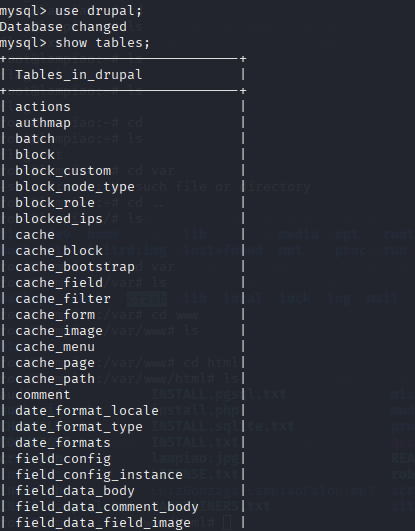 mysql> use drupal;
Database changed
mysql> show tables;
+-----------------------------+
| Tables_in_drupal            |
+-----------------------------+
| actions                     |
| authmap                     |
| batch                       |
| block                       |
| block_custom                |
| block_node_type             |
| block_role                  |
| blocked_ips                 |
| cache                       |
| cache_block                 |
| cache_bootstrap             |
| cache_field                 |
| cache_filter                |
| cache_form                  |
| cache_image                 |
| cache_menu                  |
| cache_page                  |
| cache_path                  |
| comment                     |
| date_format_locale          |
| date_format_type            |
| date_formats                |
| field_config                |
| field_config_instance       |
| field_data_body             |
| field_data_comment_body     |
| field_data_field_image      |